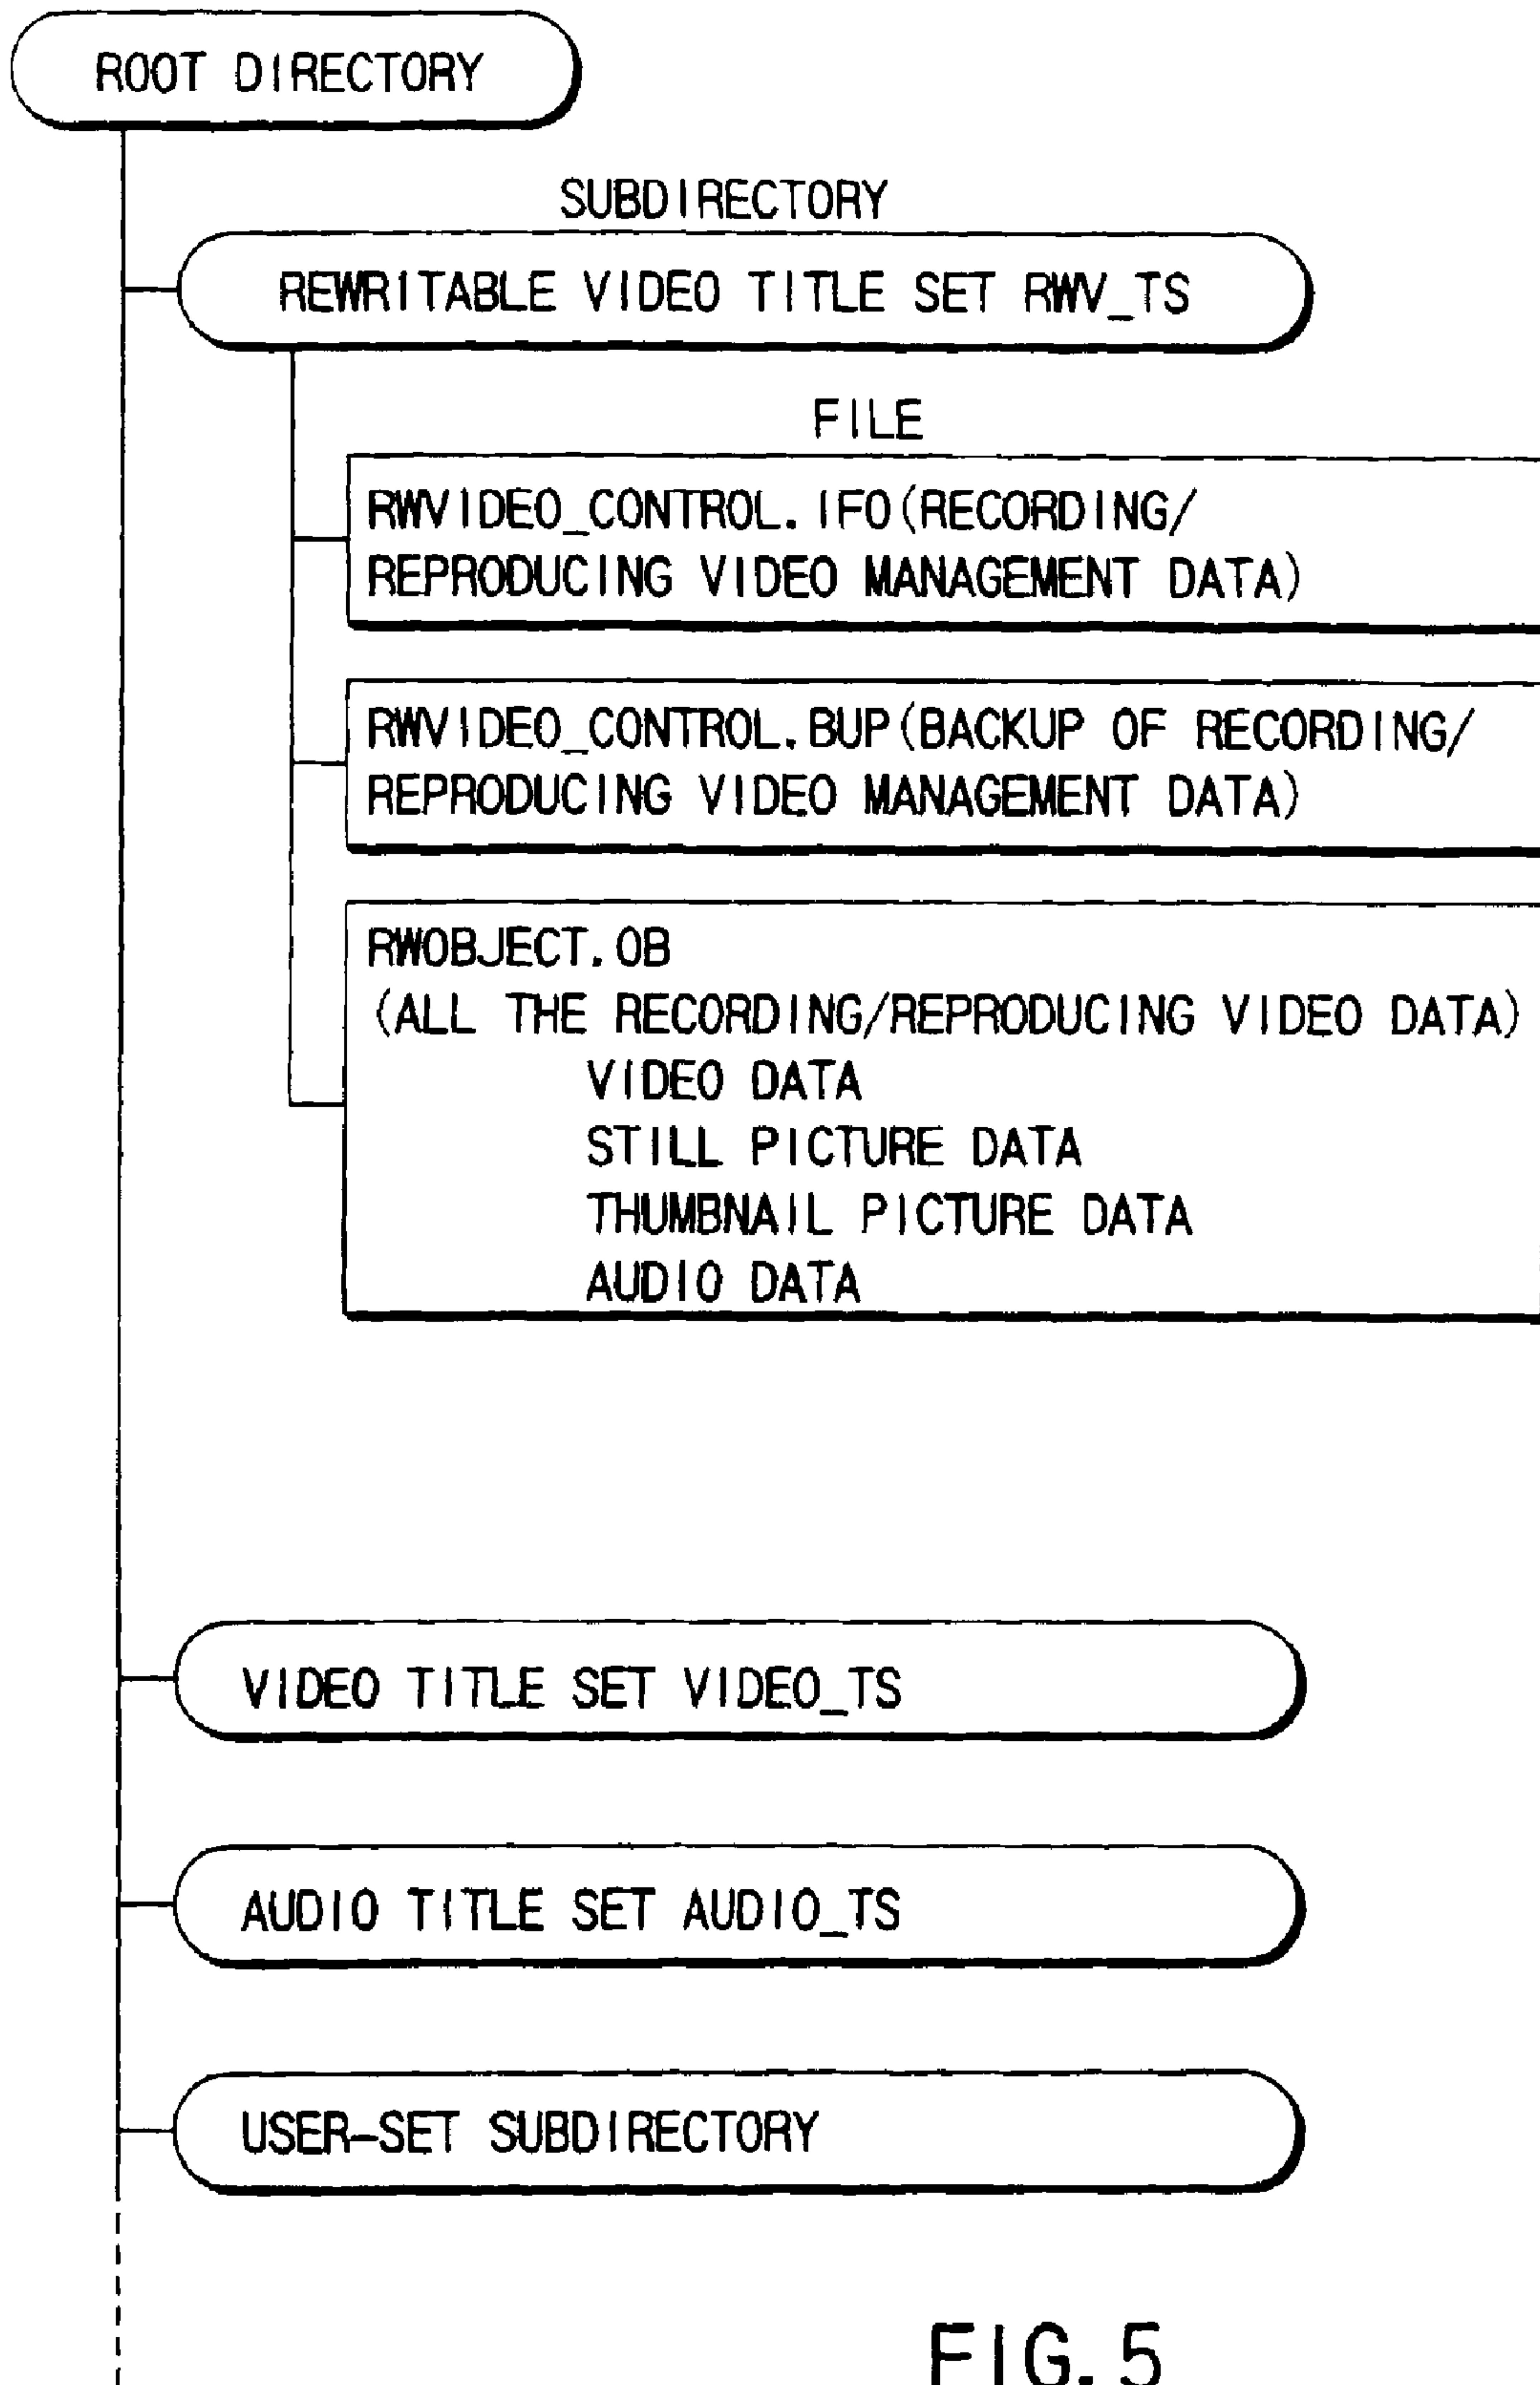 ROOT DIRECTORY
SUBDIRECTORY
REWRITABLE VIDEO TITLE SET RWV_TS
FILE
RWVIDEO_CONTROL.IFO(RECORDING/
REPRODUCING VIDEO MANAGEMENT DATA)
RWVIDEO_CONTROL.BUP(BACKUP OF RECORDING/
REPRODUCING VIDEO MANAGEMENT DATA)
RWOBJECT.OB
(ALL THE RECORDING/REPRODUCING VIDEO DATA)
VIDEO DATA
STILL PICTURE DATA
THUMBNAIL PICTURE DATA
AUDIO DATA
VIDEO TITLE SET VIDEO_TS
AUDIO TITLE SET AUDIO_TS
USER-SET SUBDIRECTORY
FIG.5